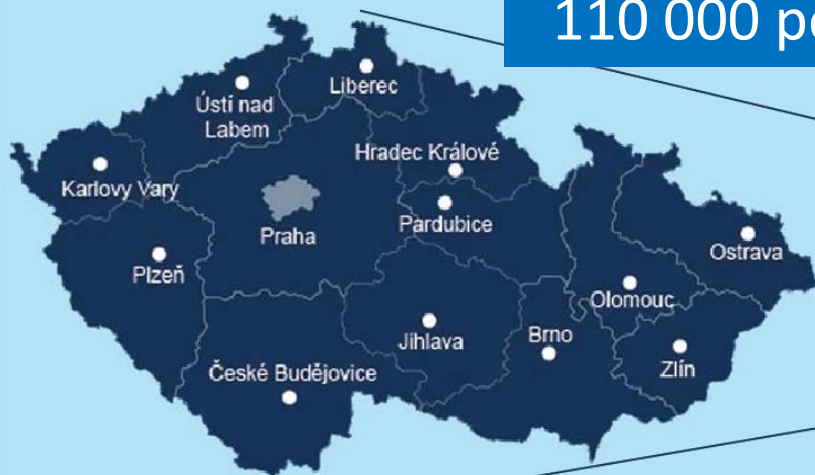 110 000 po
Liberec
Ústí nad
Labem
Hradec Králové
Karlovy Vary
Pardubice
Praha
Ostrava
Plzeň
Olomouc
Jihlava
Brno
Zlín
České Budějovice